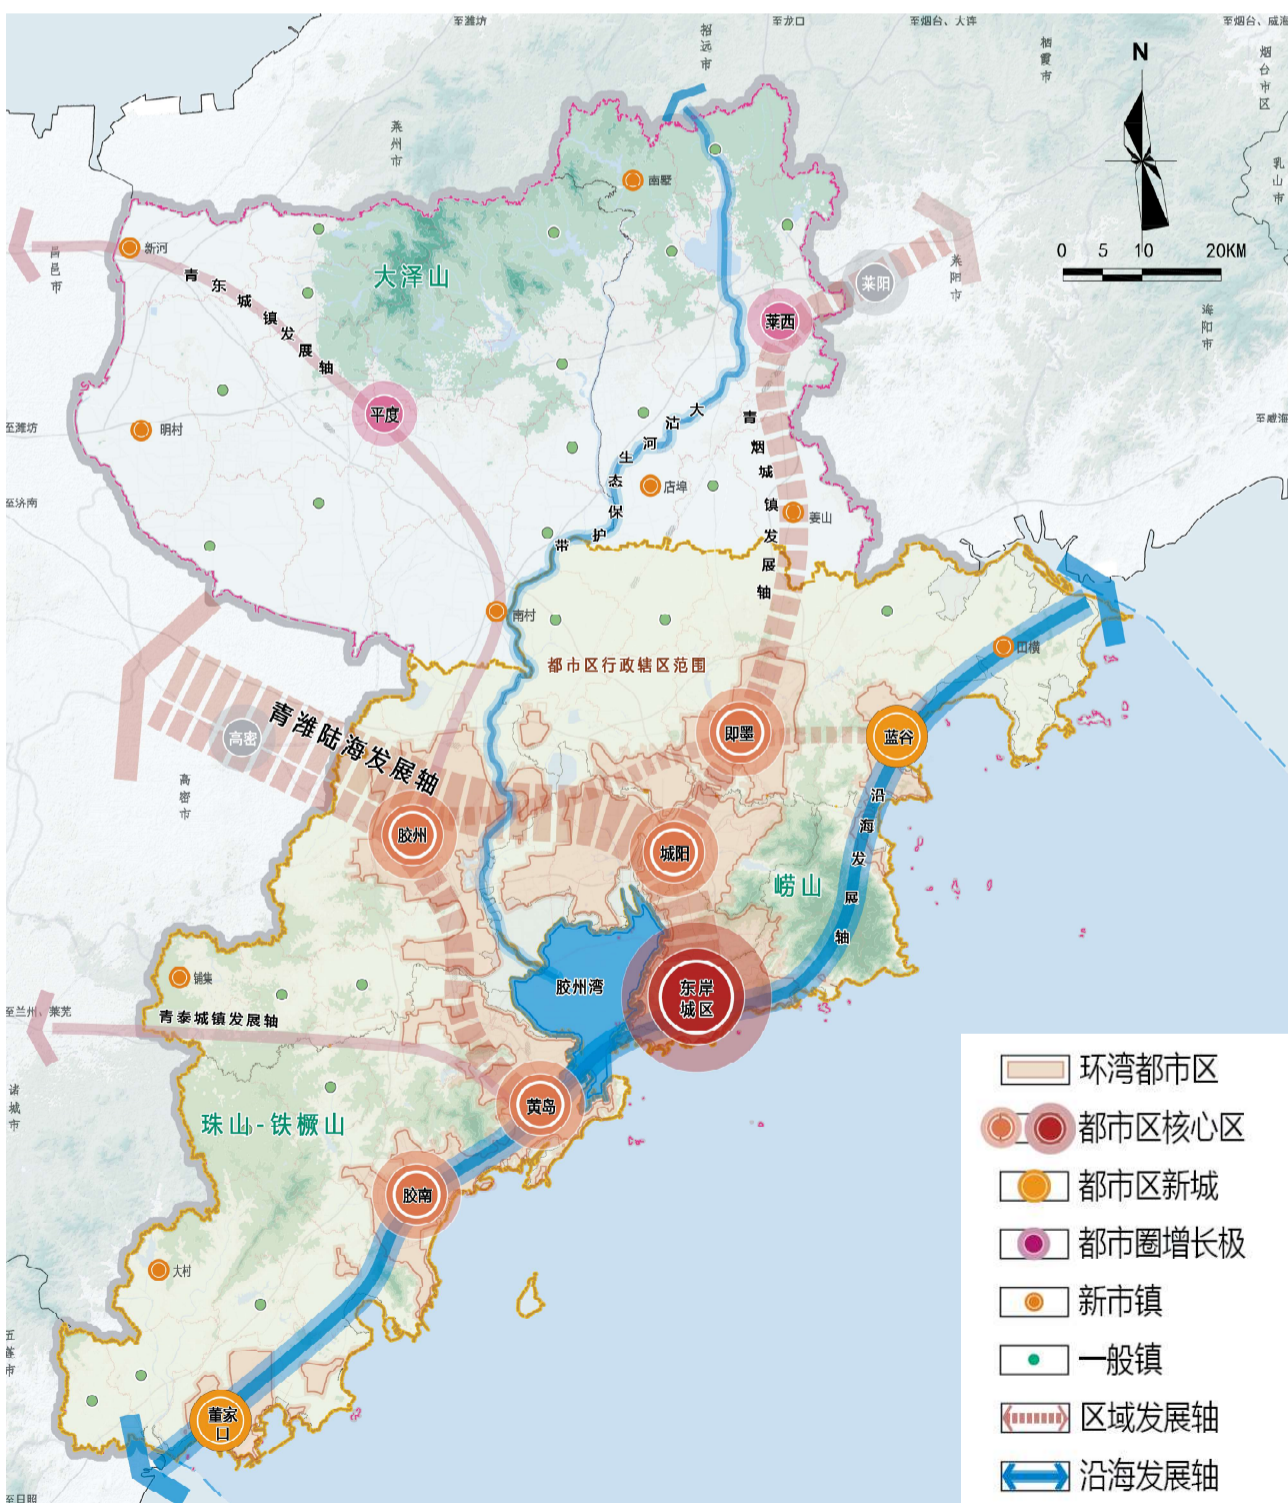 至潍坊
至龙口
至烟台、大连
至烟台、威海
招远市
栖霞市
烟台市区
N
莱州市
乳山市
南墅
新河
昌邑市
莱阳
莱阳市
0 5 10 20KM
海阳市
大泽山
青东城镇发展轴
莱西
平度
大沽河生态保护带
青烟城镇发展轴
至威海
至潍坊
明村
店埠
至济南
姜山
南村
田横
都市区行政辖区范围
青潍陆海发展轴
高密
即墨
蓝谷
高密市
胶州
城阳
沿海发展轴
崂山
铺集
胶州湾
东岸
城区
至兰州、莱芜
青泰城镇发展轴
诸城市
黄岛
珠山-铁橛山
胶南
大村
五莲市
董家
口
至日照
环湾都市区
都市区核心区
都市区新城
都市圈增长极
新市镇
一般镇
区域发展轴
沿海发展轴